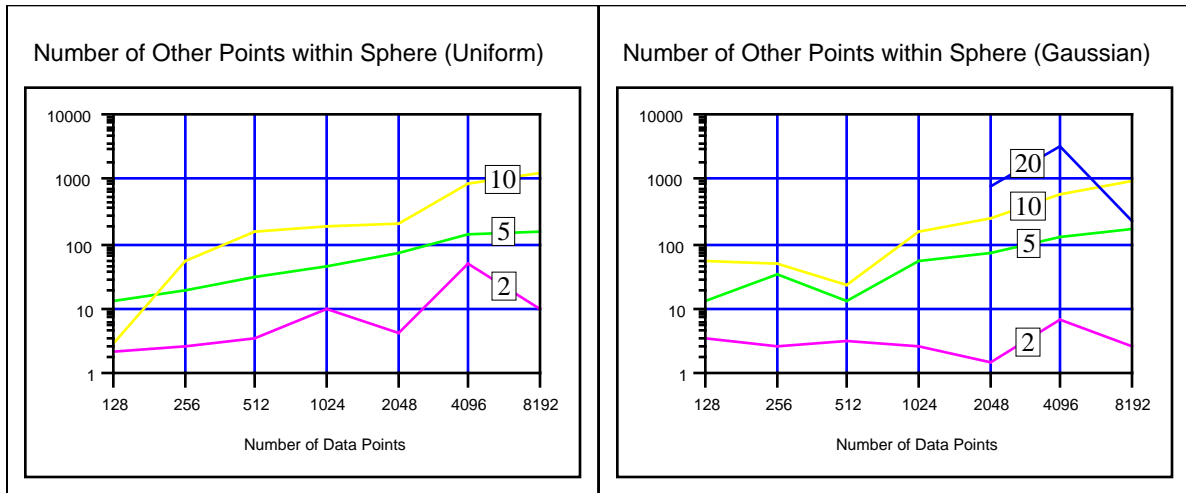 Number of Other Points within Sphere (Uniform)
10000
1000
100
10
1
10
5
2
128 256 512 1024 2048 4096 8192
Number of Data Points
Number of Other Points within Sphere (Gaussian)
10000
1000
100
10
1
20
10
5
2
128 256 512 1024 2048 4096 8192
Number of Data Points